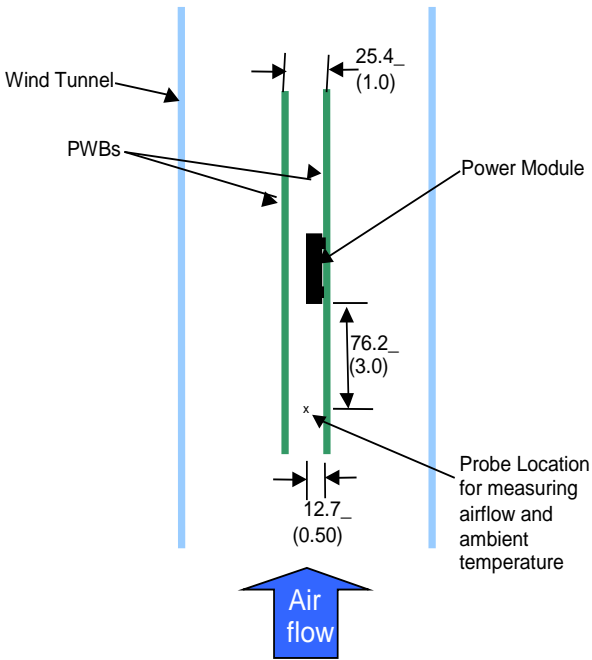 25.4_
(1.0)
Wind Tunnel
PWBs
Power Module
76.2_
(3.0)
x
Probe Location
for measuring
airflow and
ambient
temperature
12.7_
(0.50)
Air
flow